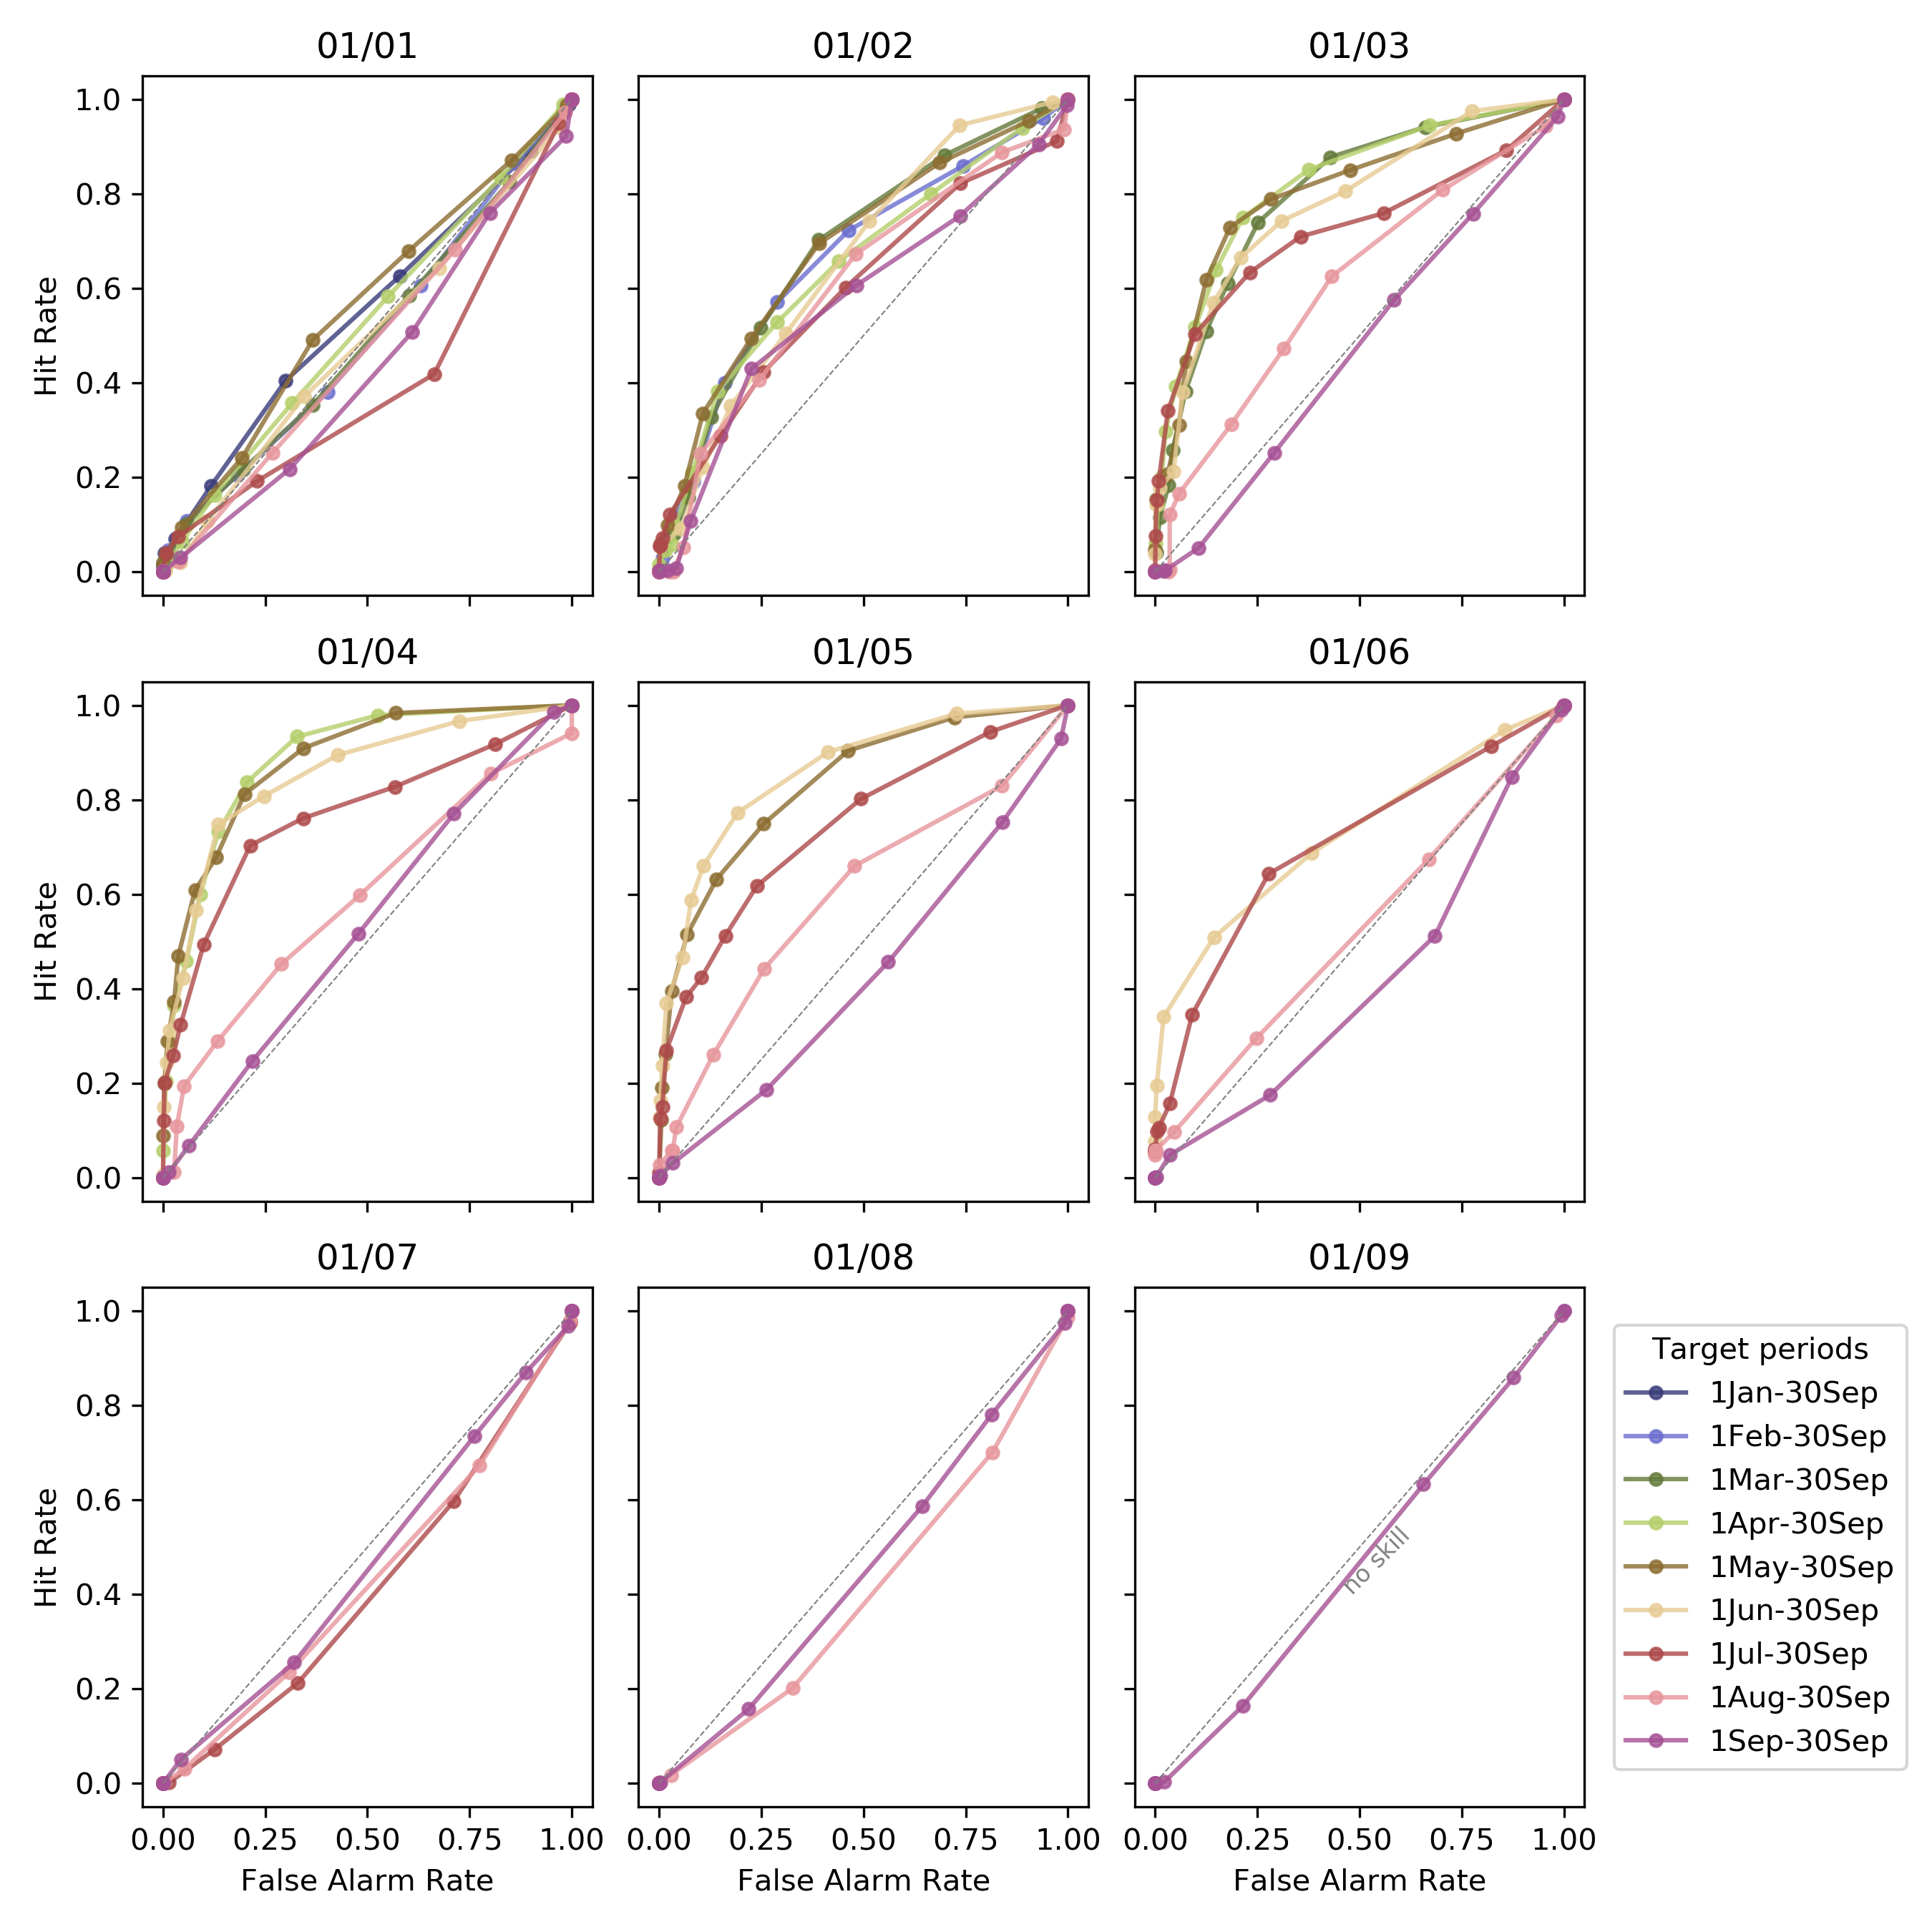 01/01
01/02
01/03
1.0
0.8
0.6
0.4
0.2
0.0
Hit Rate
01/04
01/05
01/06
1.0
0.8
0.6
0.4
0.2
0.0
Hit Rate
01/07
01/08
01/09
1.0
0.8
0.6
0.4
0.2
0.0
Hit Rate
no skill
0.00 0.25 0.50 0.75 1.00
0.00 0.25 0.50 0.75 1.00
0.00 0.25 0.50 0.75 1.00
False Alarm Rate
False Alarm Rate
False Alarm Rate
Target periods
1Jan-30Sep
1Feb-30Sep
1Mar-30Sep
1Apr-30Sep
1May-30Sep
1Jun-30Sep
1Jul-30Sep
1Aug-30Sep
1Sep-30Sep